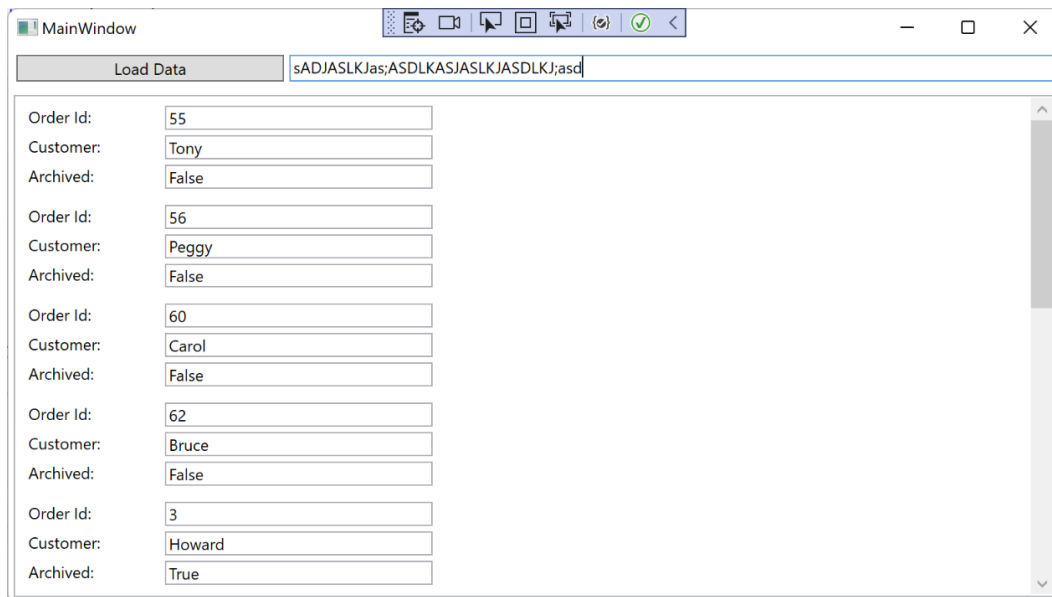 MainWindow
Load Data sADJASLKJas;ASDLKASJASLKJASDLKJ;asd
Order Id: 55
Customer: Tony
Archived: False
Order Id: 56
Customer: Peggy
Archived: False
Order Id: 60
Customer: Carol
Archived: False
Order Id: 62
Customer: Bruce
Archived: False
Order Id: 3
Customer: Howard
Archived: True